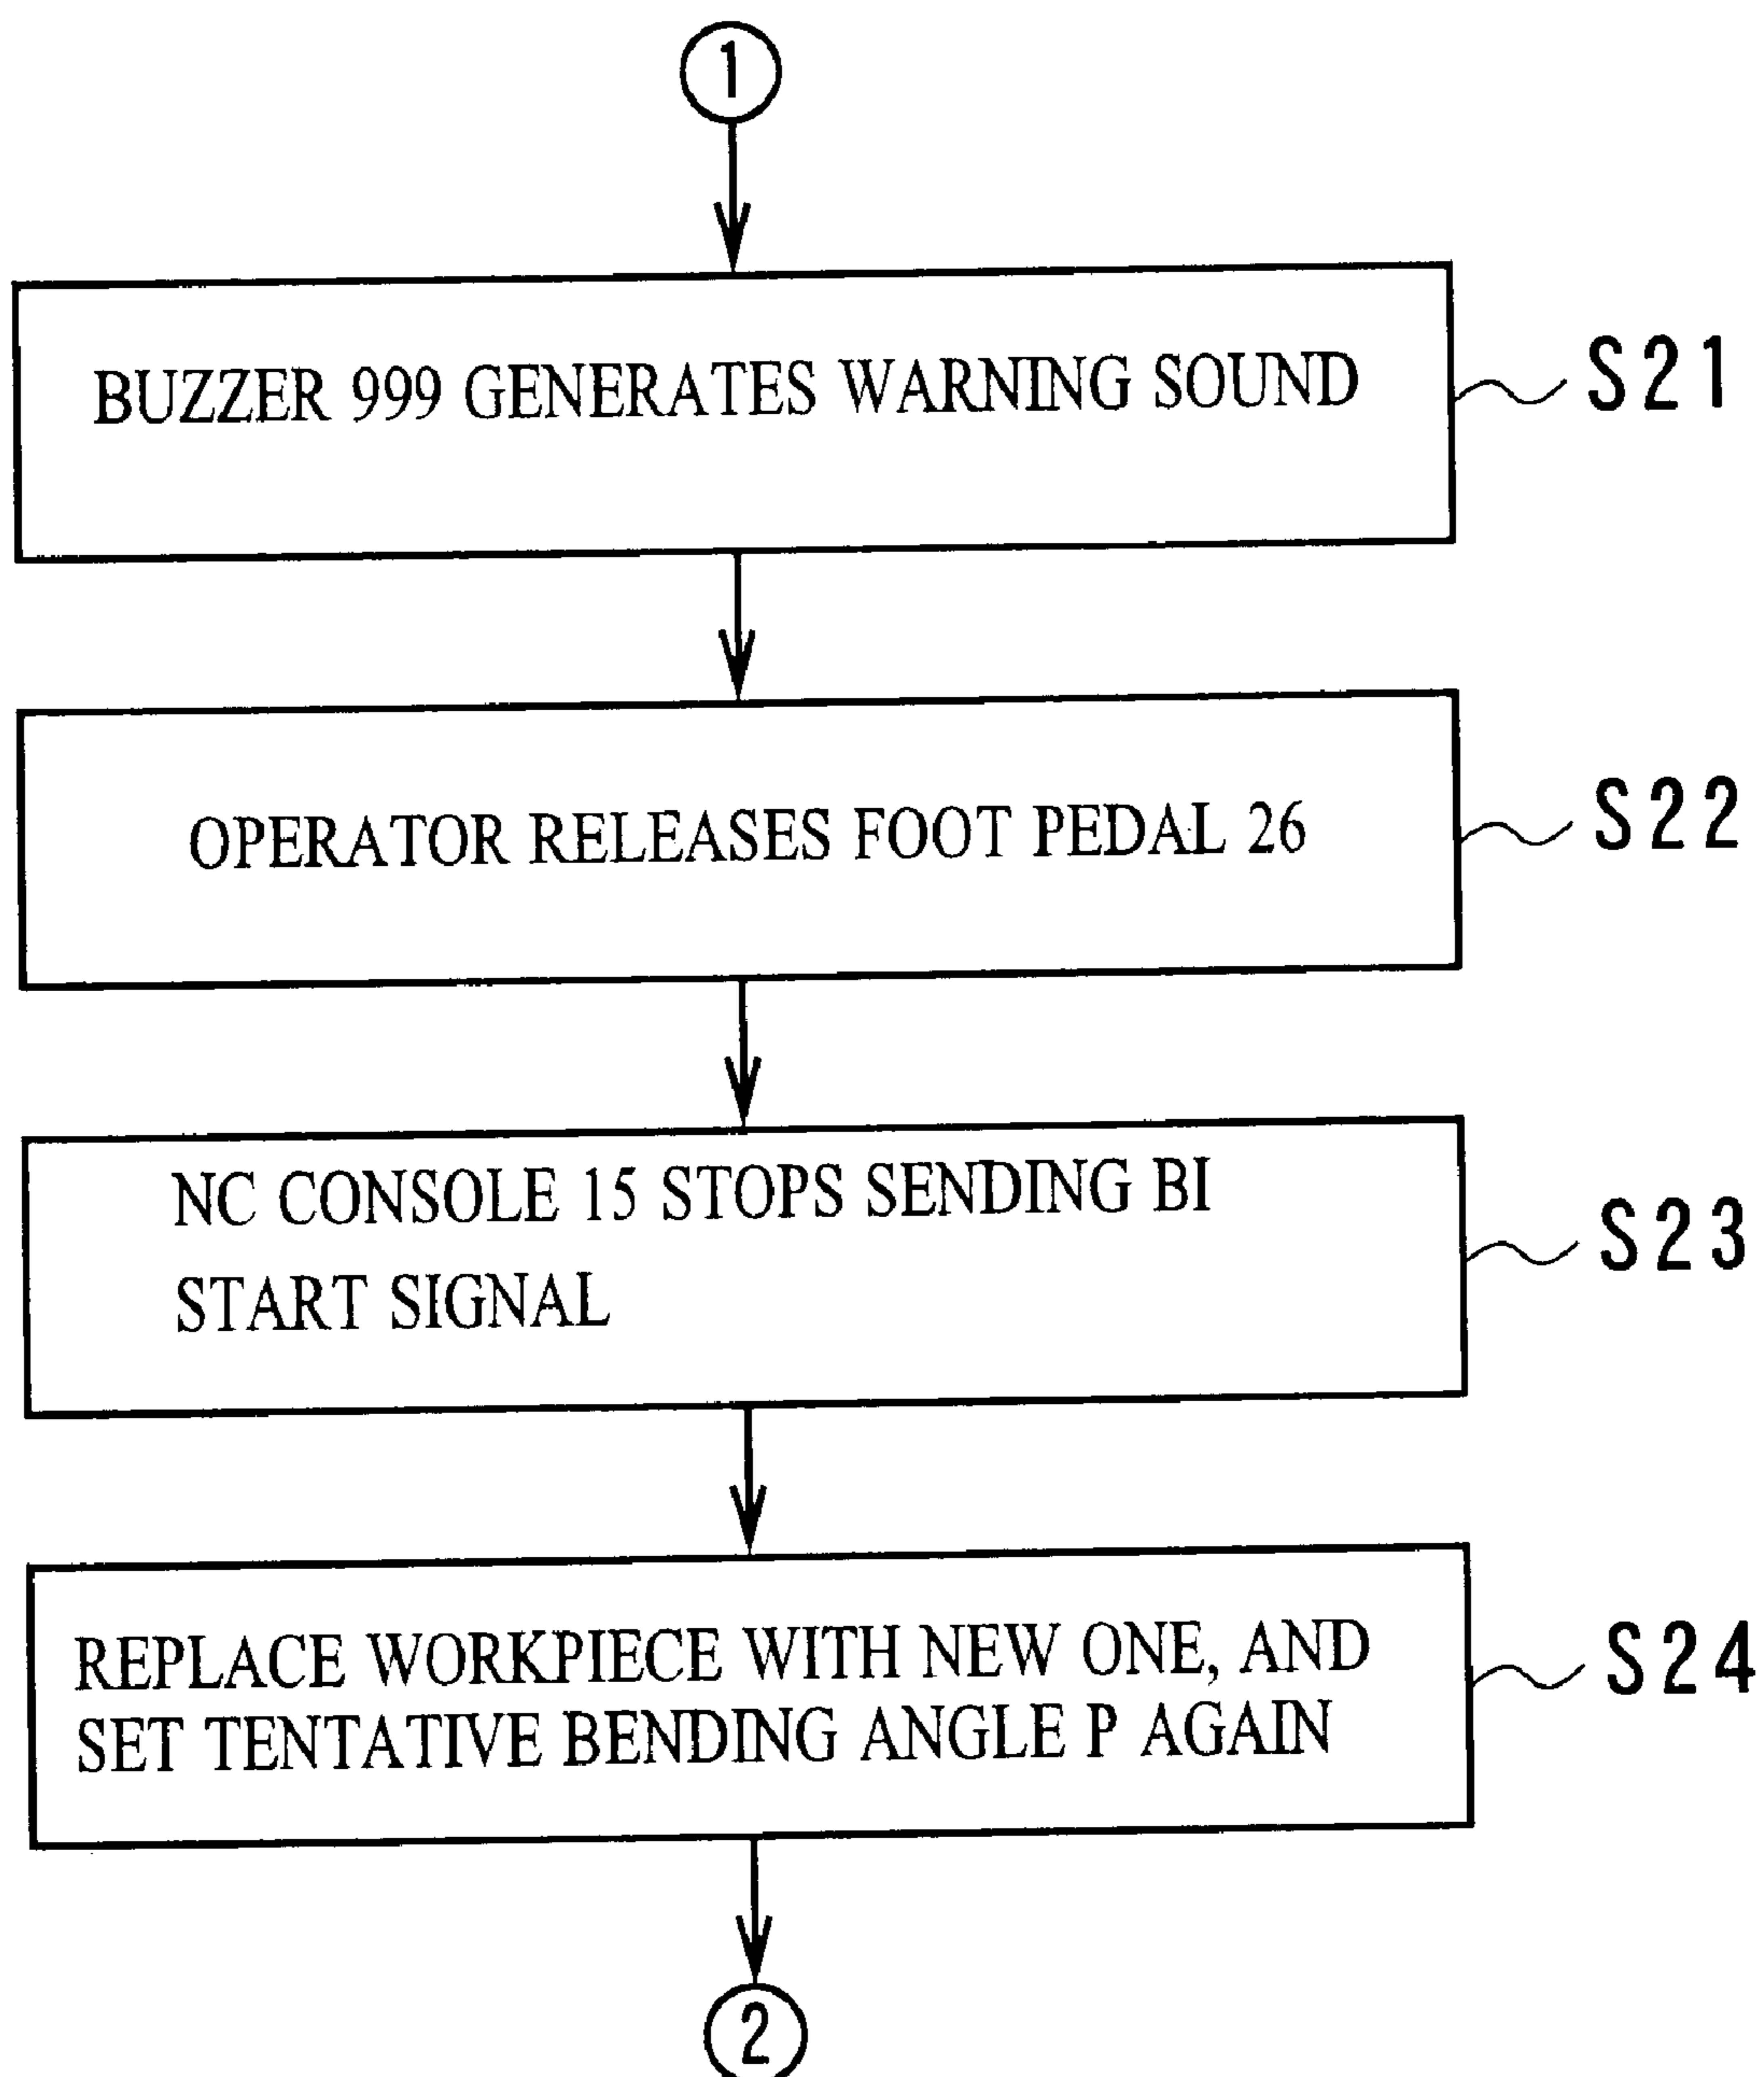 1
BUZZER 999 GENERATES WARNING SOUND
S21
OPERATOR RELEASES FOOT PEDAL 26
S22
NC CONSOLE 15 STOPS SENDING BI
START SIGNAL
S23
REPLACE WORKPIECE WITH NEW ONE, AND
SET TENTATIVE BENDING ANGLE P AGAIN
S24
2